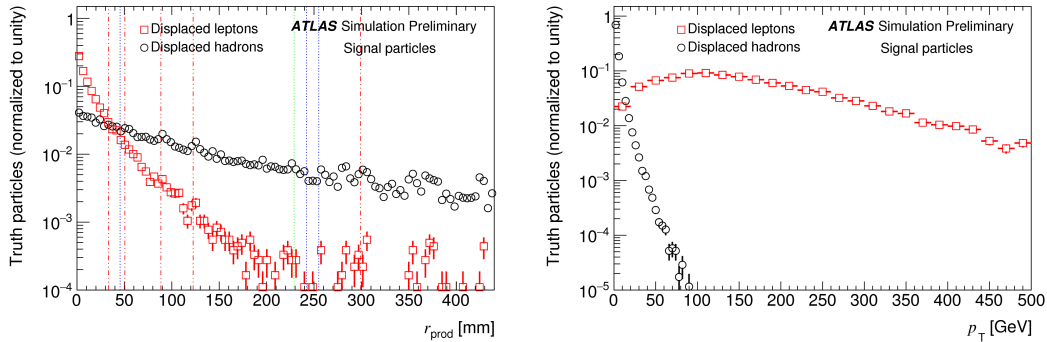 Truth particles (normalized to unity)
1
10⁻¹
10⁻²
10⁻³
10⁻⁴
Displaced leptons
Displaced hadrons
ATLAS Simulation Preliminary
Signal particles
0 50 100 150 200 250 300 350 400
r_prod [mm]
Truth particles (normalized to unity)
1
10⁻¹
10⁻²
10⁻³
10⁻⁴
10⁻⁵
Displaced leptons
Displaced hadrons
ATLAS Simulation Preliminary
Signal particles
0 50 100 150 200 250 300 350 400 450 500
p_T [GeV]